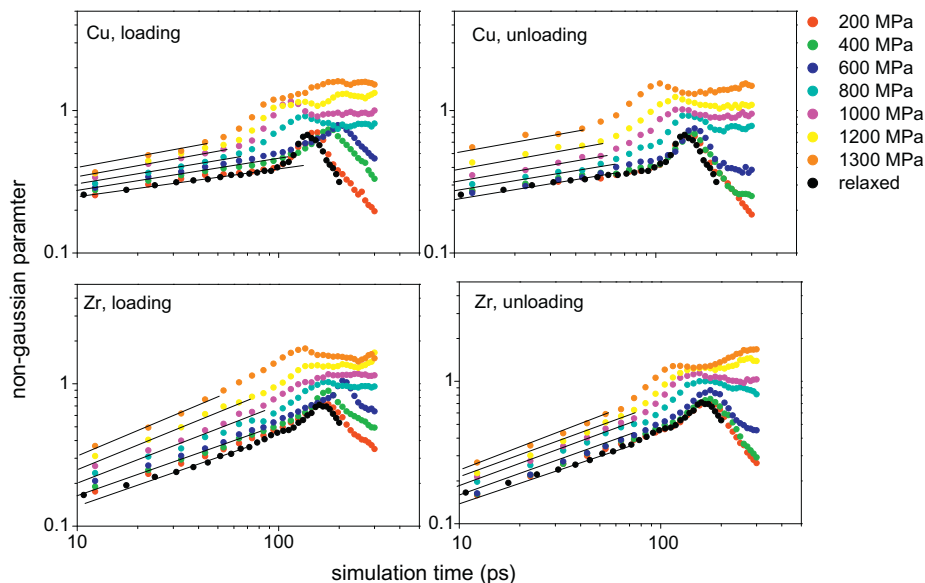 Cu, loading
Cu, unloading
200 MPa
400 MPa
600 MPa
800 MPa
1000 MPa
1200 MPa
1300 MPa
relaxed
1
0.1
1
0.1
non-gaussian paramter
Zr, loading
Zr, unloading
1
0.1
10
100
1
0.1
10
100
simulation time (ps)